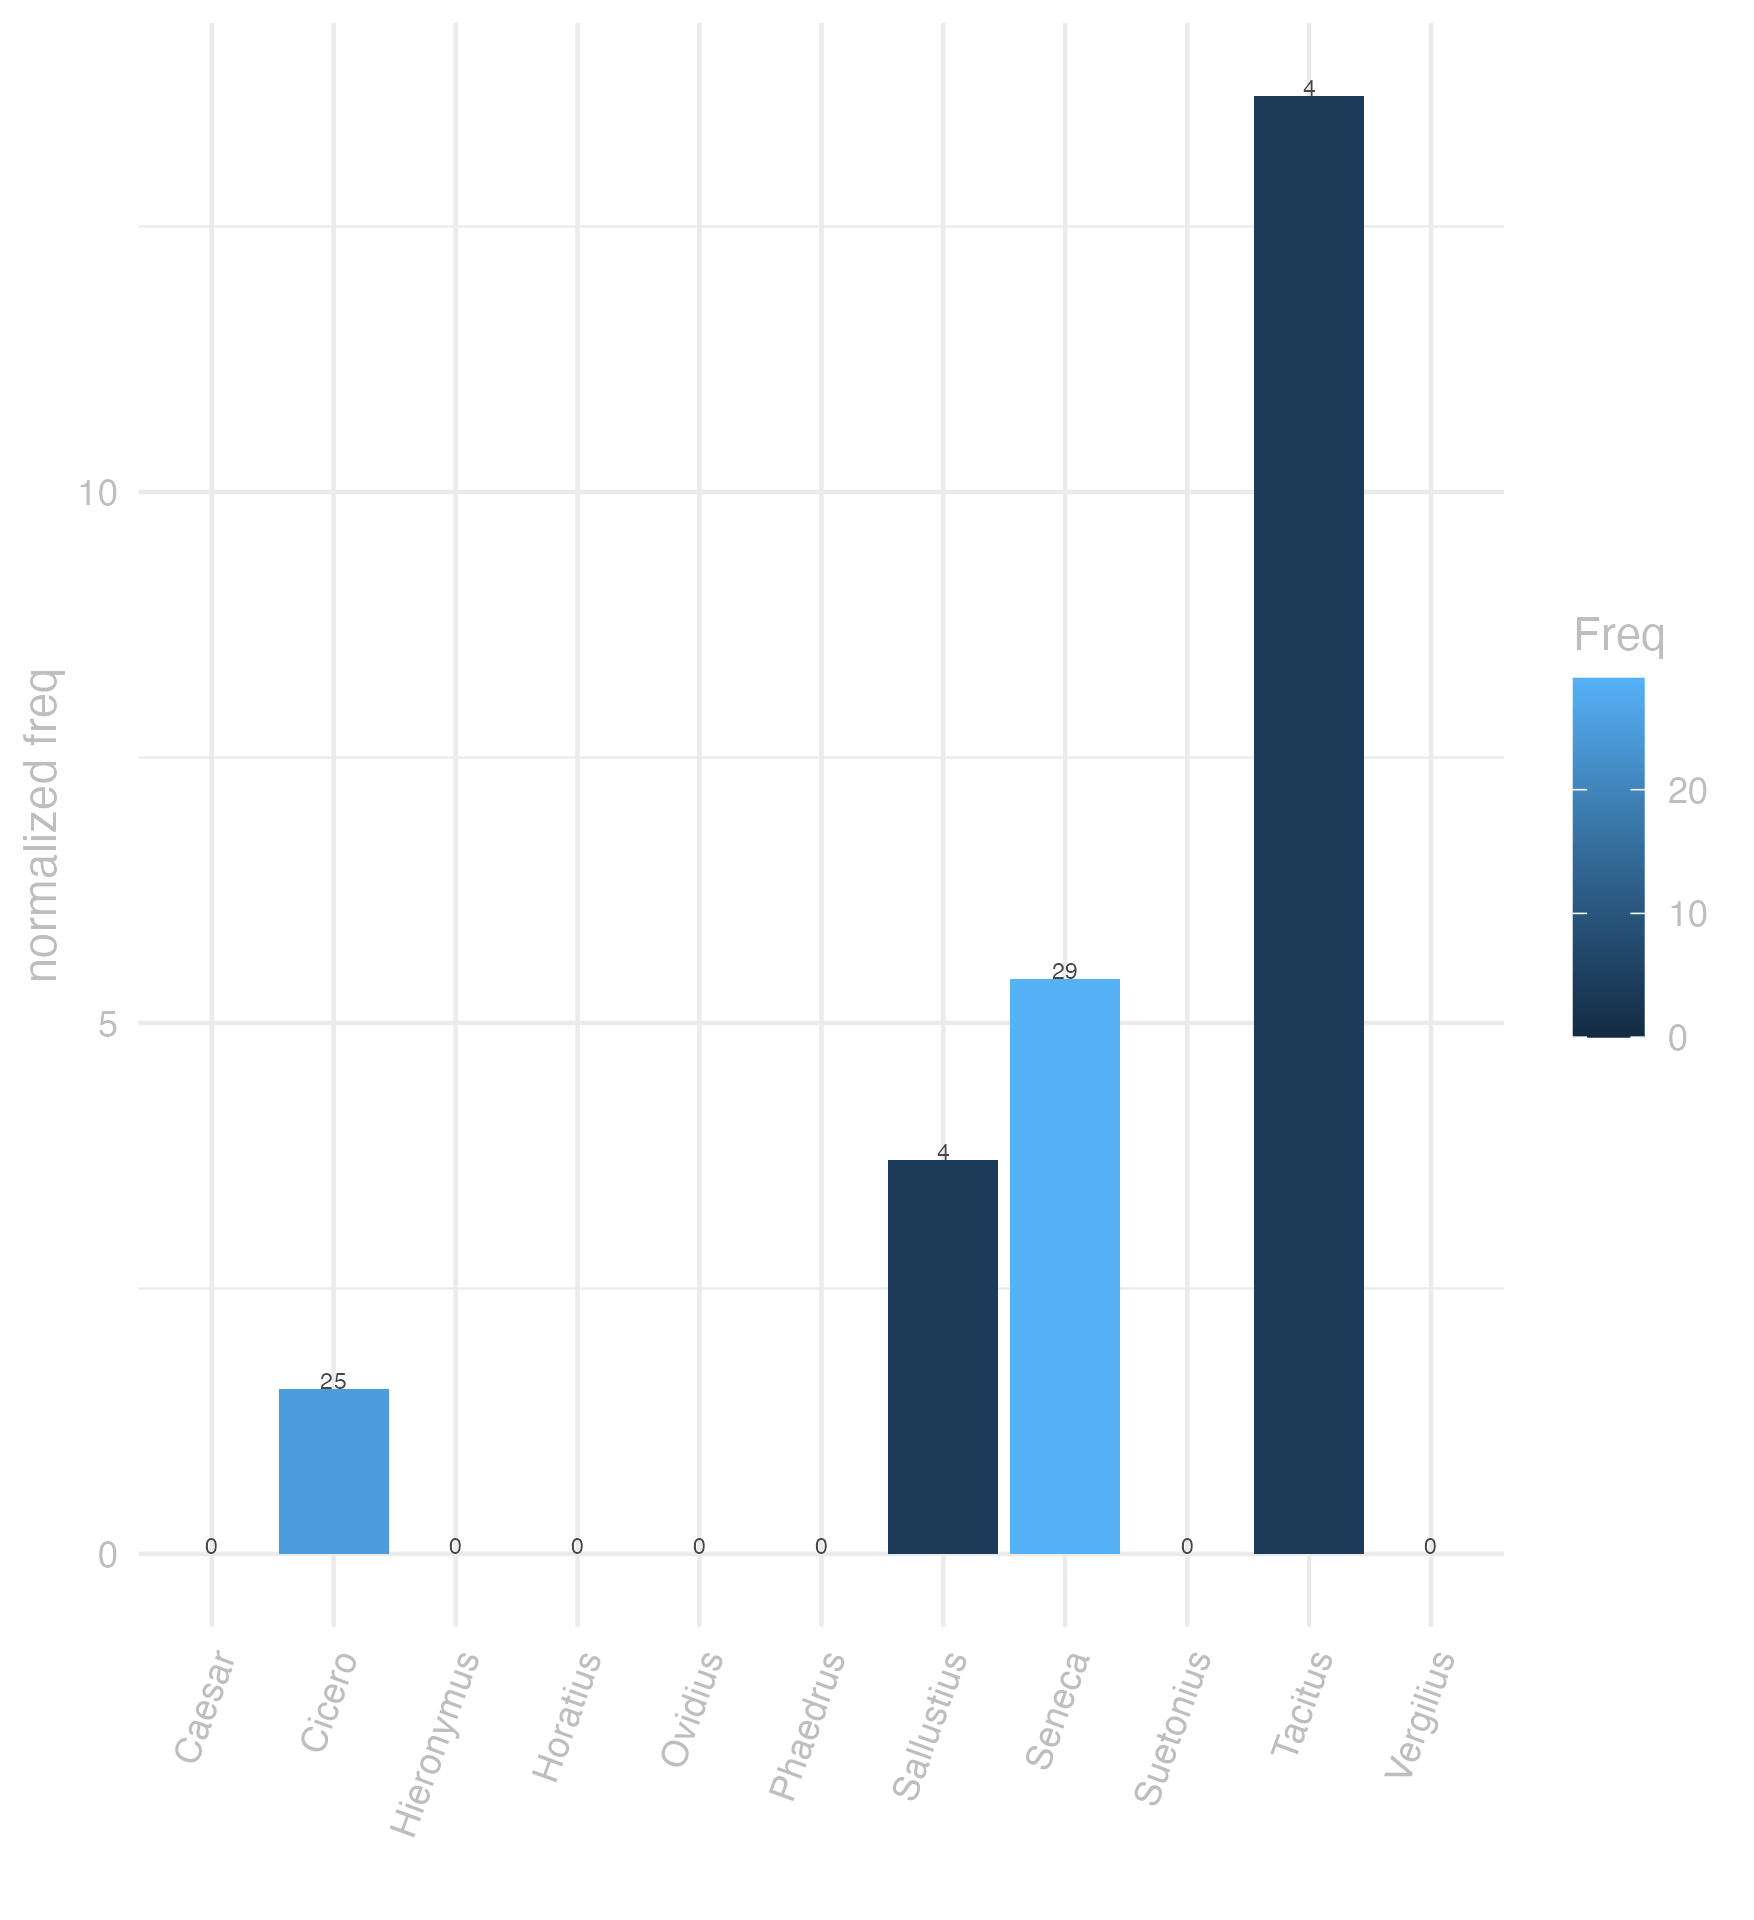 4
10
29
5
4
25
0
0
0
0
0
0
0
0
normalized freq
Caesar
Cicero
Hieronymus
Horatius
Ovidius
Phaedrus
Sallustius
Seneca
Suetonius
Tacitus
Vergilius
Freq
20
10
0